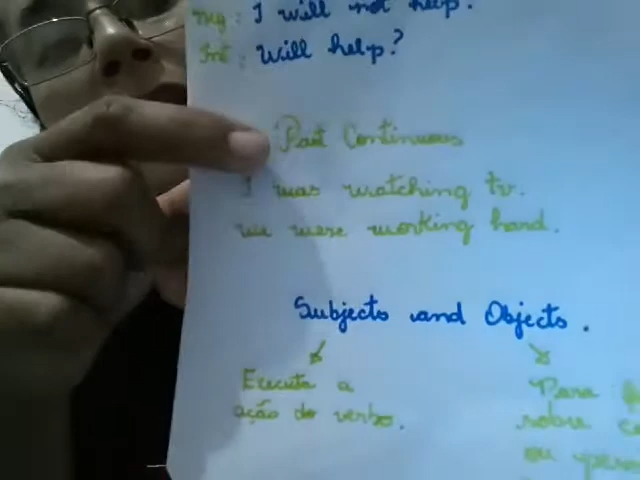 Neg: I will not help.
Int: Will help?
Past Continuous
I was watching tv.
we were working hard.
Subjects and Objects.
Executa a
ação do verbo.
Para
sobre
ou